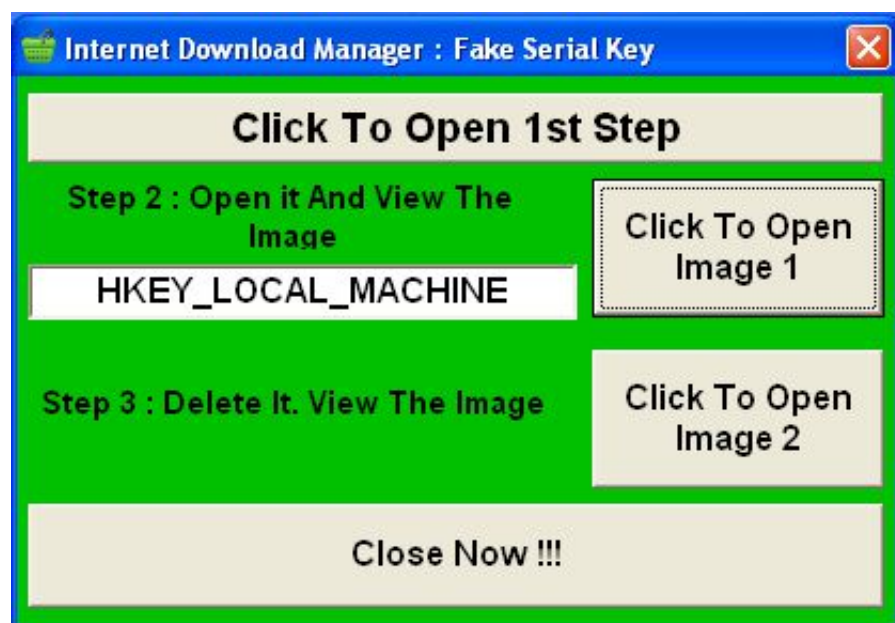 Internet Download Manager : Fake Serial Key
Click To Open 1st Step
Step 2 : Open it And View The
Image
HKEY_LOCAL_MACHINE
Click To Open
Image 1
Step 3 : Delete It. View The Image
Click To Open
Image 2
Close Now !!!